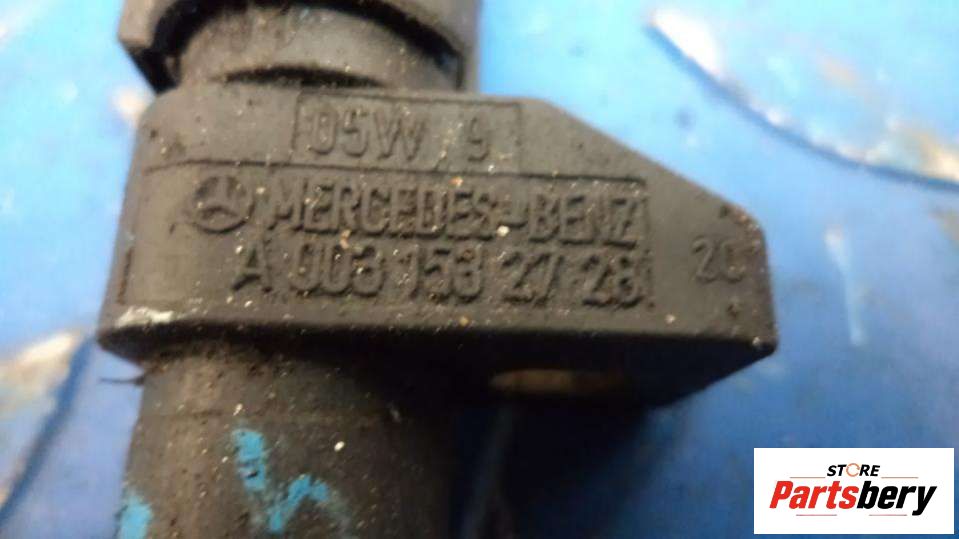 05W 9
MERCEDES-BENZ
A 003 153 27 28
20
STORE
Partsbery